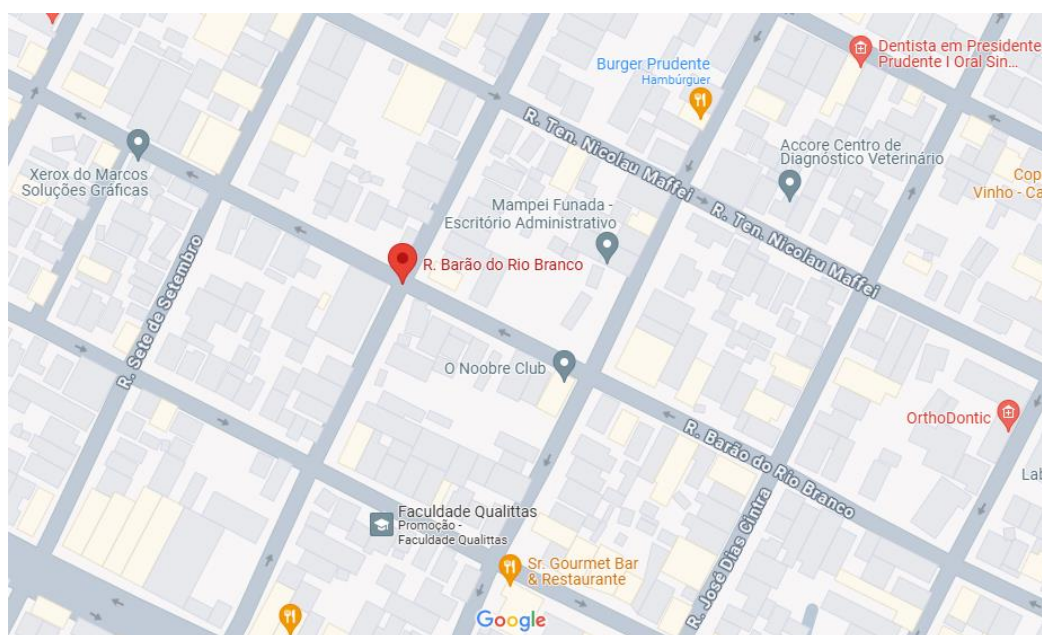 Dentista em Presidente
Prudente I Oral Sin...
Burger Prudente
Hambúrguer
R. Ten. Nicolau Maffei
R. Ten. Nicolau Maffei
Accore Centro de
Diagnóstico Veterinário
Xerox do Marcos
Soluções Gráficas
Cop
Vinho - Ca
Mampei Funada -
Escritório Administrativo
R. Sete de Setembro
R. Barão do Rio Branco
O Noobre Club
OrthoDontic
R. Barão do Rio Branco
Lab
R. José Dias Cintra
Faculdade Qualittas
Promoção -
Faculdade Qualittas
Sr. Gourmet Bar
& Restaurante
Google